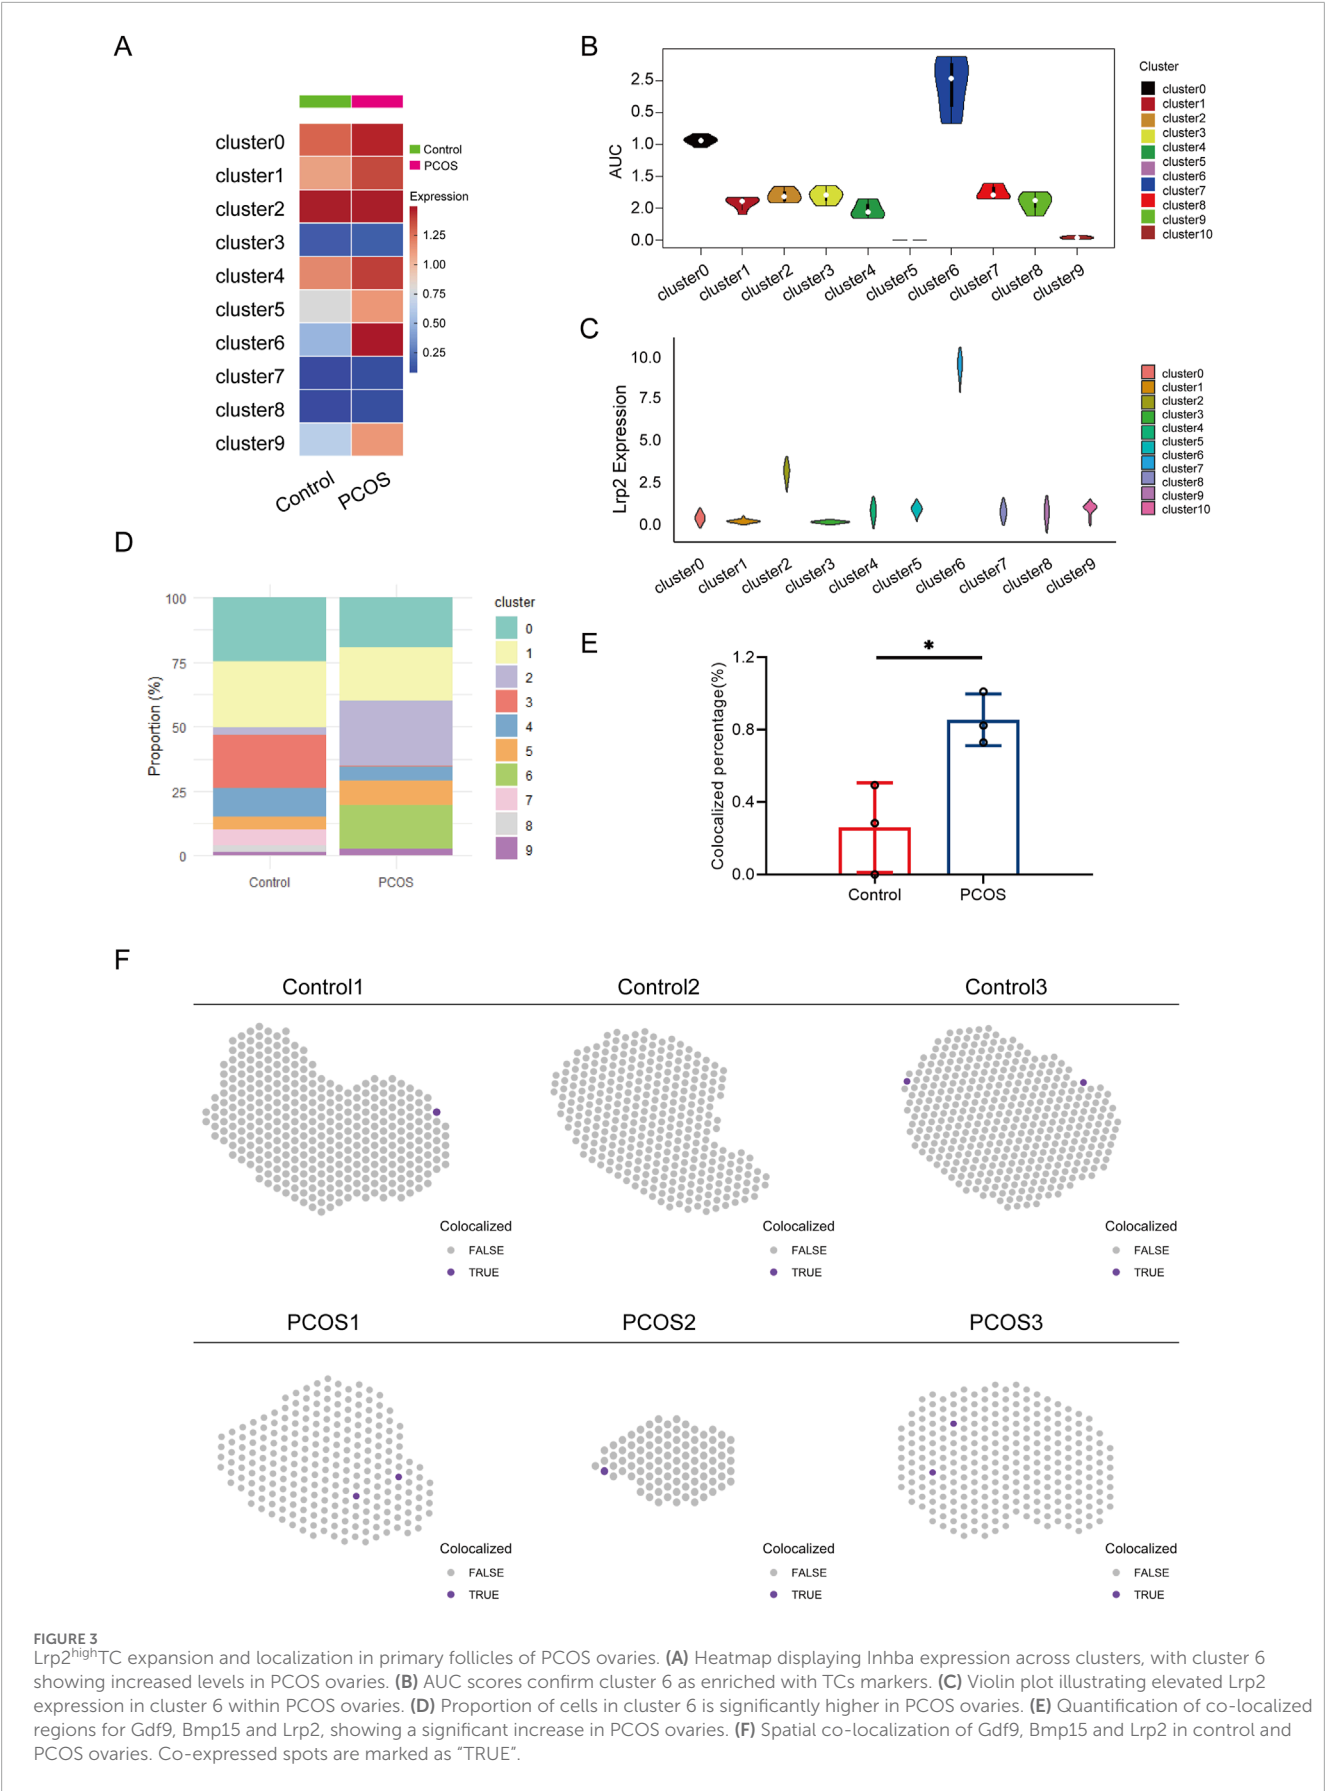 A
cluster0
cluster1
cluster2
cluster3
cluster4
cluster5
cluster6
cluster7
cluster8
cluster9
Control
PCOS
Control
PCOS
Expression
1.25
1.00
0.75
0.50
0.25
B
AUC
2.5
0.5
1.0
1.5
2.0
0.0
cluster0
cluster1
cluster2
cluster3
cluster4
cluster5
cluster6
cluster7
cluster8
cluster9
Cluster
cluster0
cluster1
cluster2
cluster3
cluster4
cluster5
cluster6
cluster7
cluster8
cluster9
cluster10
C
Lrp2 Expression
10.0
7.5
5.0
2.5
0.0
cluster0
cluster1
cluster2
cluster3
cluster4
cluster5
cluster6
cluster7
cluster8
cluster9
cluster0
cluster1
cluster2
cluster3
cluster4
cluster5
cluster6
cluster7
cluster8
cluster9
cluster10
D
Proportion (%)
100
75
50
25
0
Control
PCOS
cluster
0
1
2
3
4
5
6
7
8
9
E
Colocalized percentage(%)
1.2
0.8
0.4
0.0
*
Control
PCOS
F
Control1
Control2
Control3
Colocalized
FALSE
TRUE
Colocalized
FALSE
TRUE
Colocalized
FALSE
TRUE
PCOS1
PCOS2
PCOS3
Colocalized
FALSE
TRUE
Colocalized
FALSE
TRUE
Colocalized
FALSE
TRUE
FIGURE 3
Lrp2highTC expansion and localization in primary follicles of PCOS ovaries. (A) Heatmap displaying Inhba expression across clusters, with cluster 6
showing increased levels in PCOS ovaries. (B) AUC scores confirm cluster 6 as enriched with TCs markers. (C) Violin plot illustrating elevated Lrp2
expression in cluster 6 within PCOS ovaries. (D) Proportion of cells in cluster 6 is significantly higher in PCOS ovaries. (E) Quantification of co-localized
regions for Gdf9, Bmp15 and Lrp2, showing a significant increase in PCOS ovaries. (F) Spatial co-localization of Gdf9, Bmp15 and Lrp2 in control and
PCOS ovaries. Co-expressed spots are marked as “TRUE“.